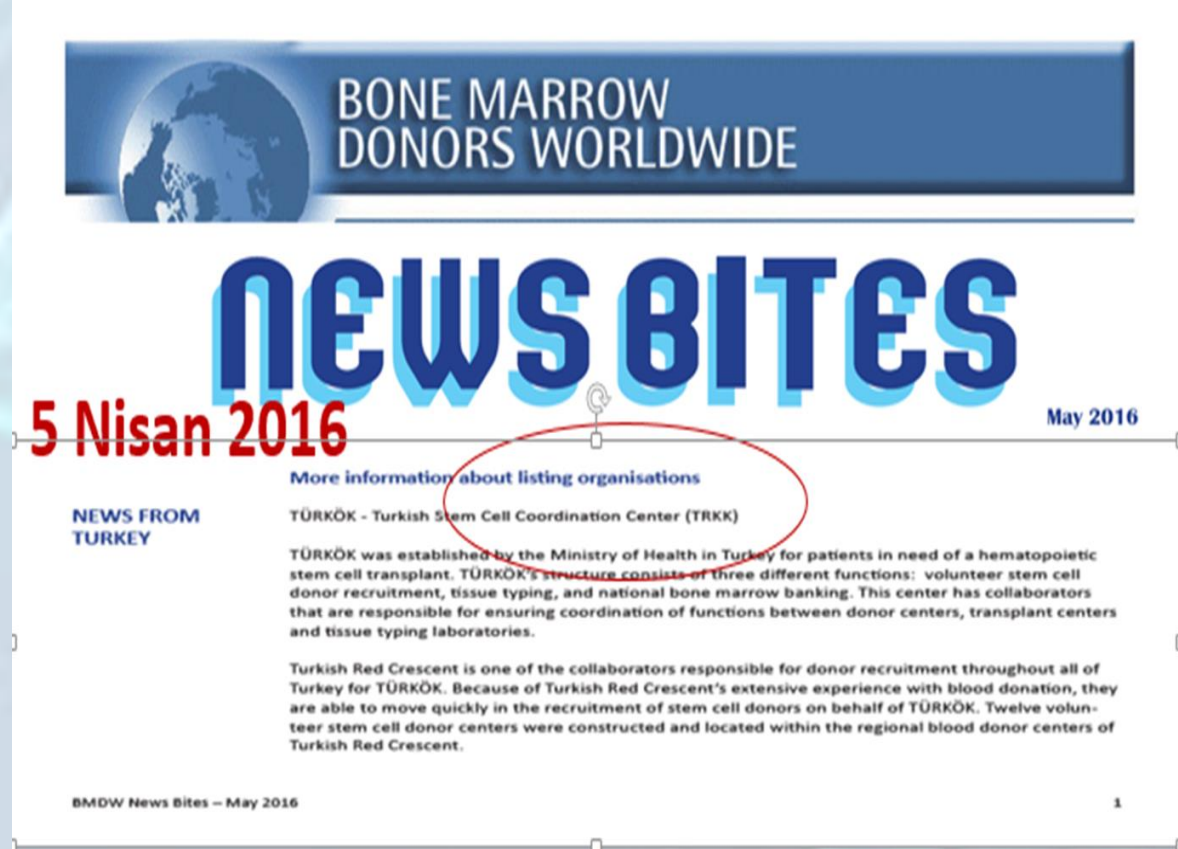 BONE MARROW
DONORS WORLDWIDE
NEWS BITES
5 Nisan 2016
May 2016
More information about listing organisations
NEWS FROM
TURKEY
TÜRKÖK - Turkish Stem Cell Coordination Center (TRKK)
TÜRKÖK was established by the Ministry of Health in Turkey for patients in need of a hematopoietic
stem cell transplant. TÜRKÖK's structure consists of three different functions: volunteer stem cell
donor recruitment, tissue typing, and national bone marrow banking. This center has collaborators
that are responsible for ensuring coordination of functions between donor centers, transplant centers
and tissue typing laboratories.
Turkish Red Crescent is one of the collaborators responsible for donor recruitment throughout all of
Turkey for TÜRKÖK. Because of Turkish Red Crescent's extensive experience with blood donation, they
are able to move quickly in the recruitment of stem cell donors on behalf of TÜRKÖK. Twelve volun-
teer stem cell donor centers were constructed and located within the regional blood donor centers of
Turkish Red Crescent.
BMDW News Bites – May 2016
1